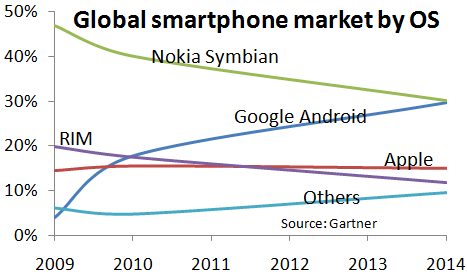 Global smartphone market by OS
50%
40%
30%
20%
10%
0%
Nokia Symbian
Google Android
RIM
Apple
Others
Source: Gartner
2009 2010 2011 2012 2013 2014